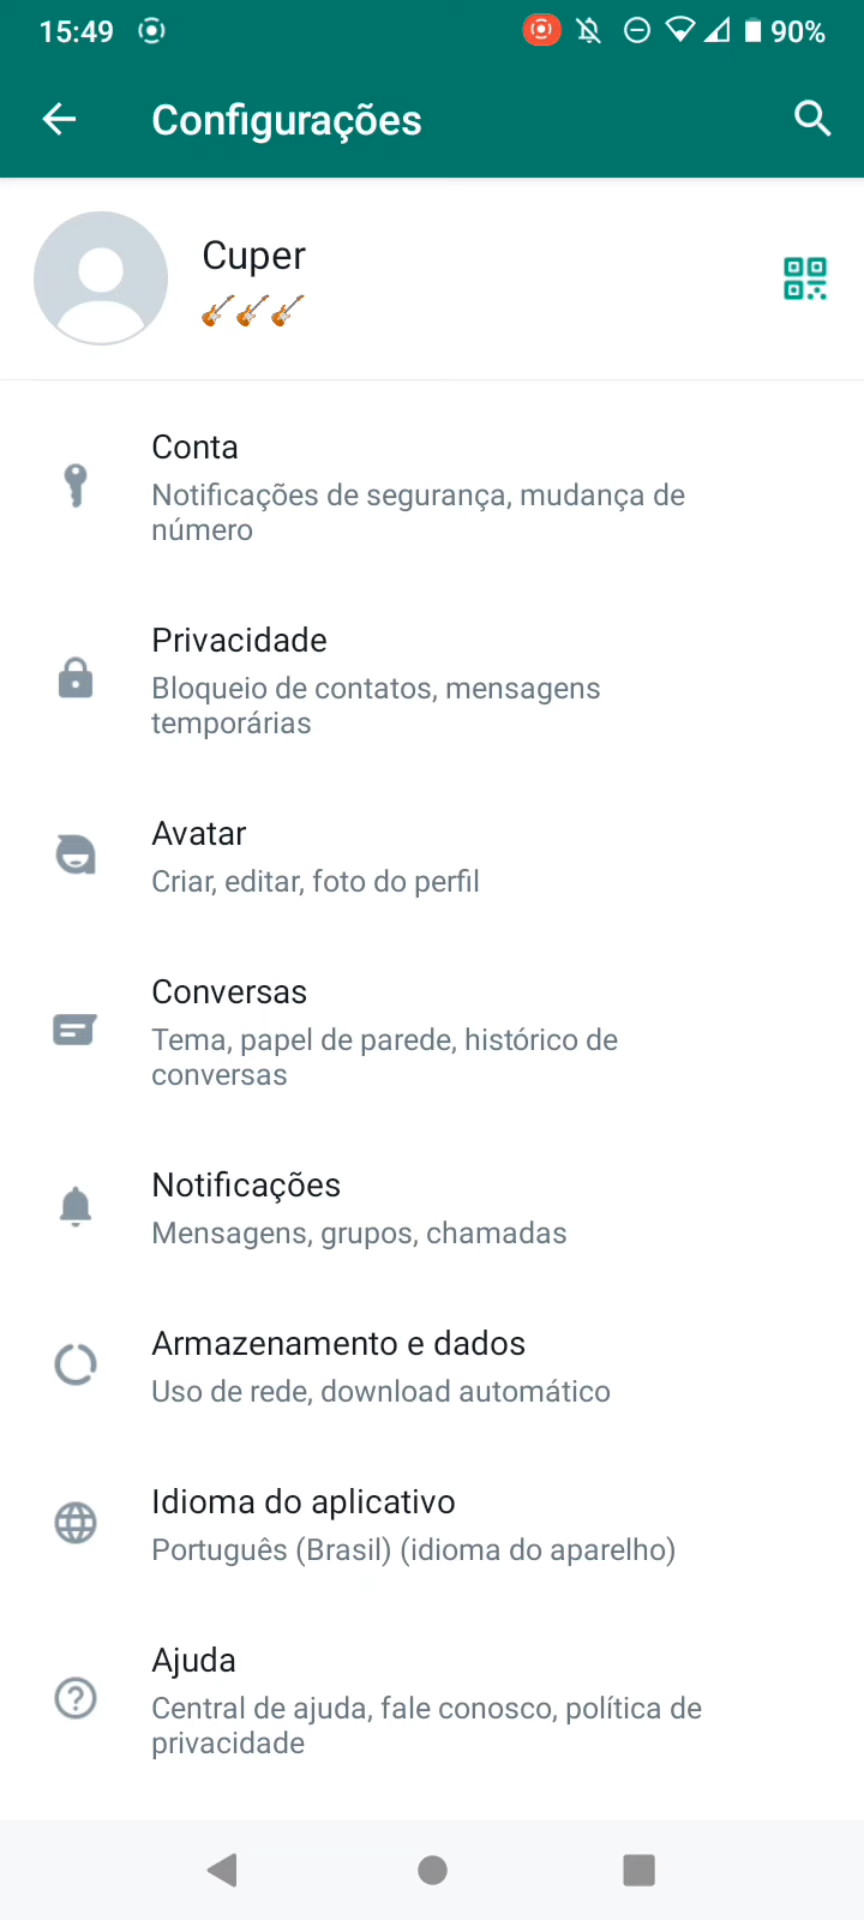 15:49 90%
Configurações
Cuper
🎸🎸🎸
Conta
Notificações de segurança, mudança de
número
Privacidade
Bloqueio de contatos, mensagens
temporárias
Avatar
Criar, editar, foto do perfil
Conversas
Tema, papel de parede, histórico de
conversas
Notificações
Mensagens, grupos, chamadas
Armazenamento e dados
Uso de rede, download automático
Idioma do aplicativo
Português (Brasil) (idioma do aparelho)
Ajuda
Central de ajuda, fale conosco, política de
privacidade